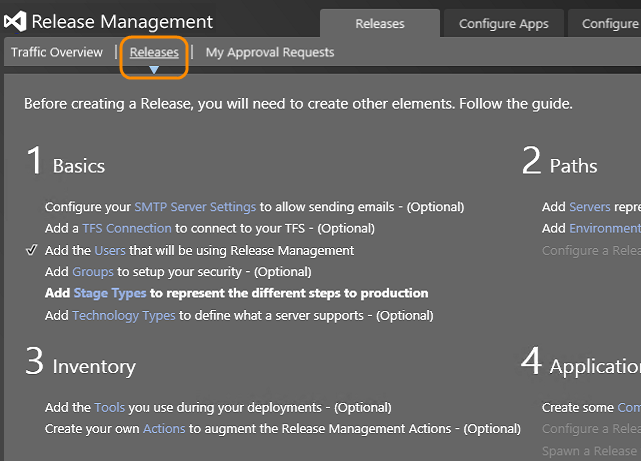 Release Management
Releases
Configure Apps
Configure
Traffic Overview | Releases | My Approval Requests
Before creating a Release, you will need to create other elements. Follow the guide.
1 Basics
Configure your SMTP Server Settings to allow sending emails - (Optional)
Add a TFS Connection to connect to your TFS - (Optional)
Add the Users that will be using Release Management
Add Groups to setup your security - (Optional)
Add Stage Types to represent the different steps to production
Add Technology Types to define what a server supports - (Optional)
2 Paths
Add Servers repre
Add Environment
Configure a Relea
3 Inventory
Add the Tools you use during your deployments - (Optional)
Create your own Actions to augment the Release Management Actions - (Optional)
4 Application
Create some Com
Configure a Relea
Spawn a Release